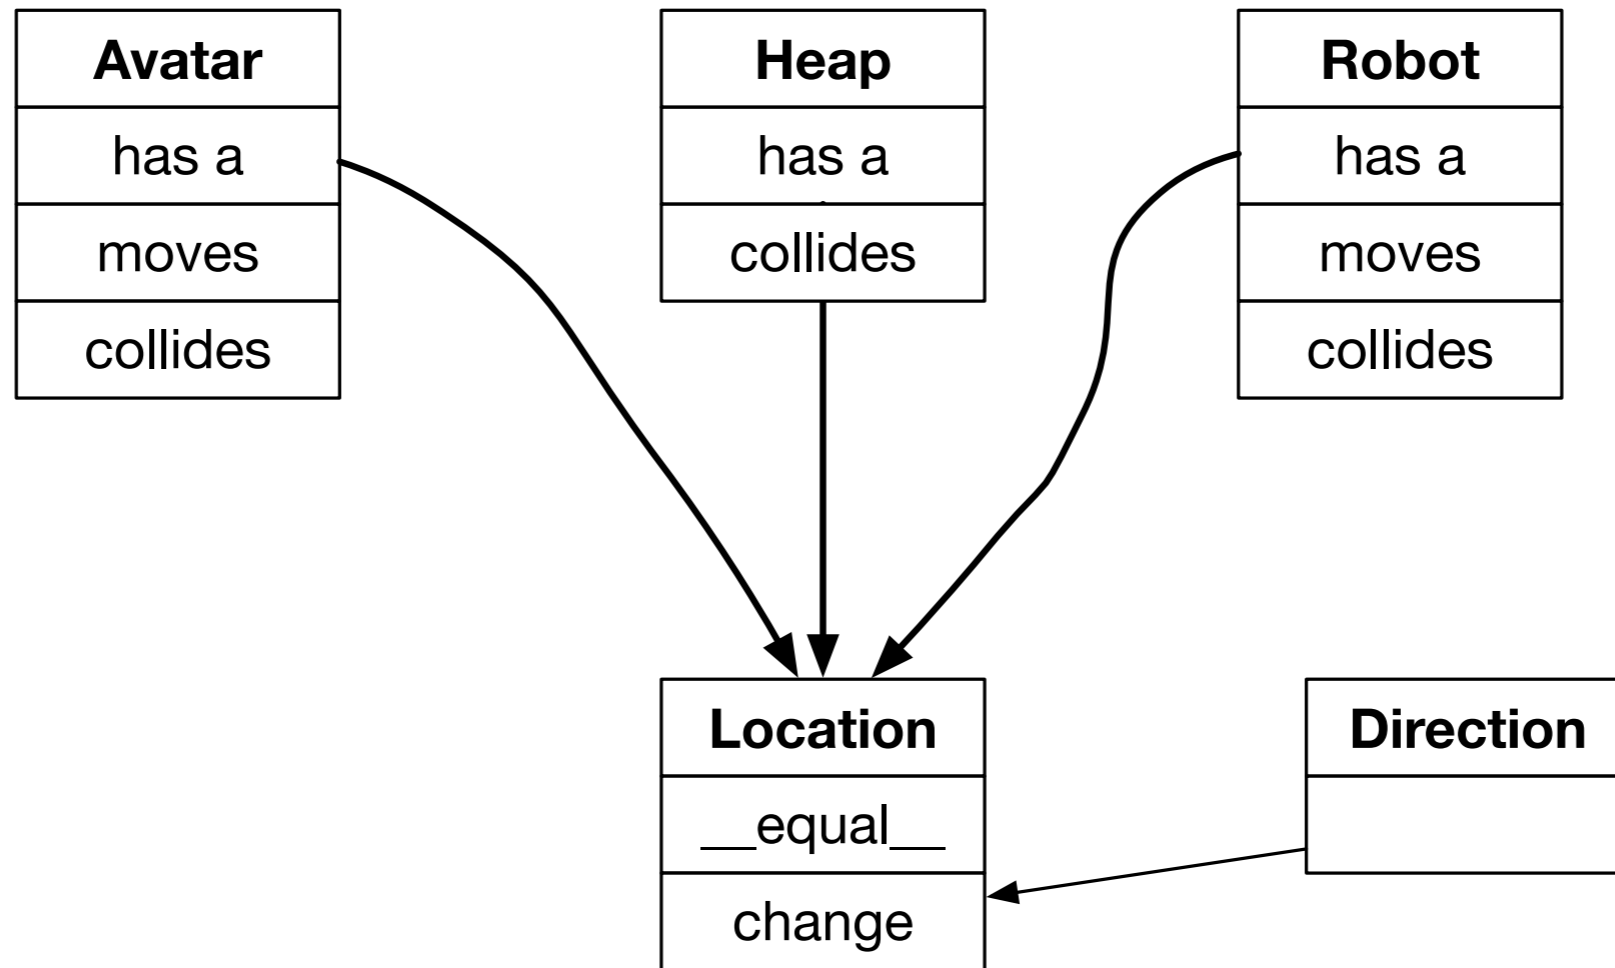 Avatar
has a
moves
collides
Heap
has a
collides
Robot
has a
moves
collides
Location
__equal__
change
Direction